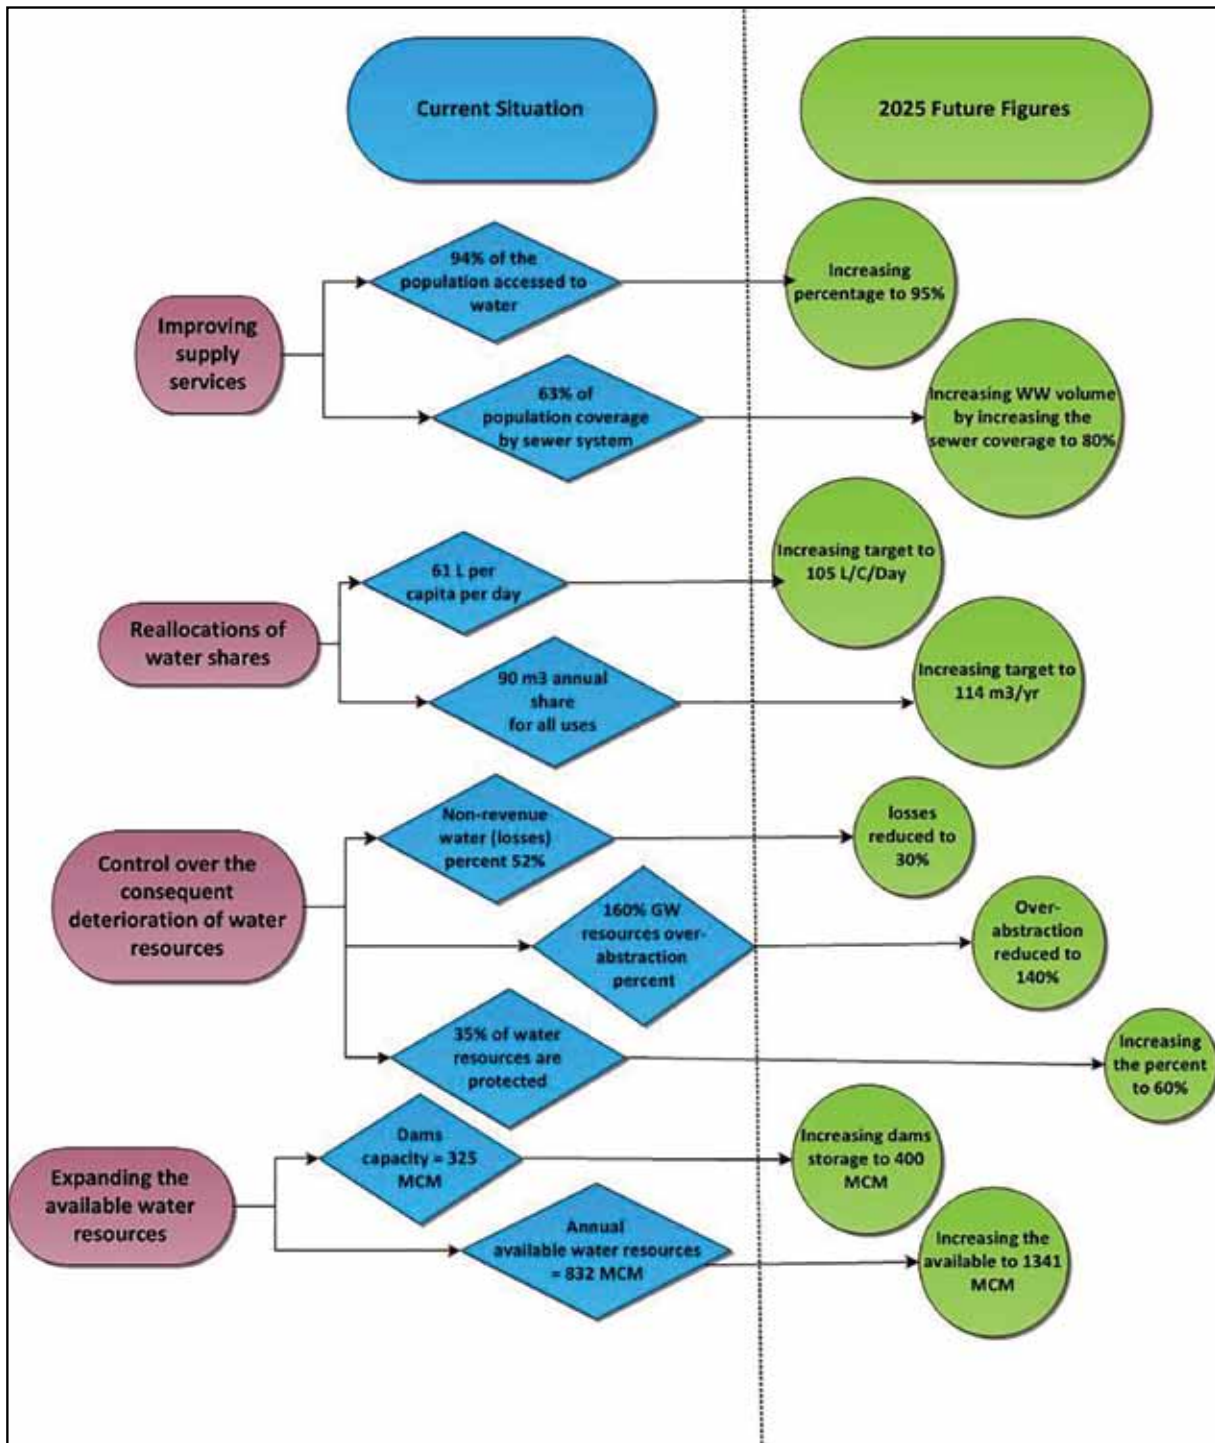 Current Situation
2025 Future Figures
Improving
supply
services
94% of the
population accessed to
water
Increasing
percentage to 95%
63% of
population coverage
by sewer system
Increasing WW volume
by increasing the
sewer coverage to 80%
Reallocations of
water shares
61 L per
capita per day
Increasing target to
105 L/C/Day
90 m3 annual
share
for all uses
Increasing target to
114 m3/yr
Control over the
consequent
deterioration of water
resources
Non-revenue
water (losses)
percent 52%
losses
reduced to
30%
160% GW
resources over-
abstraction
percent
Over-
abstraction
reduced to
140%
35% of water
resources are
protected
Increasing
the percent
to 60%
Expanding the
available water
resources
Dams
capacity = 325
MCM
Increasing dams
storage to 400
MCM
Annual
available water resources
= 832 MCM
Increasing the
available to 1341
MCM